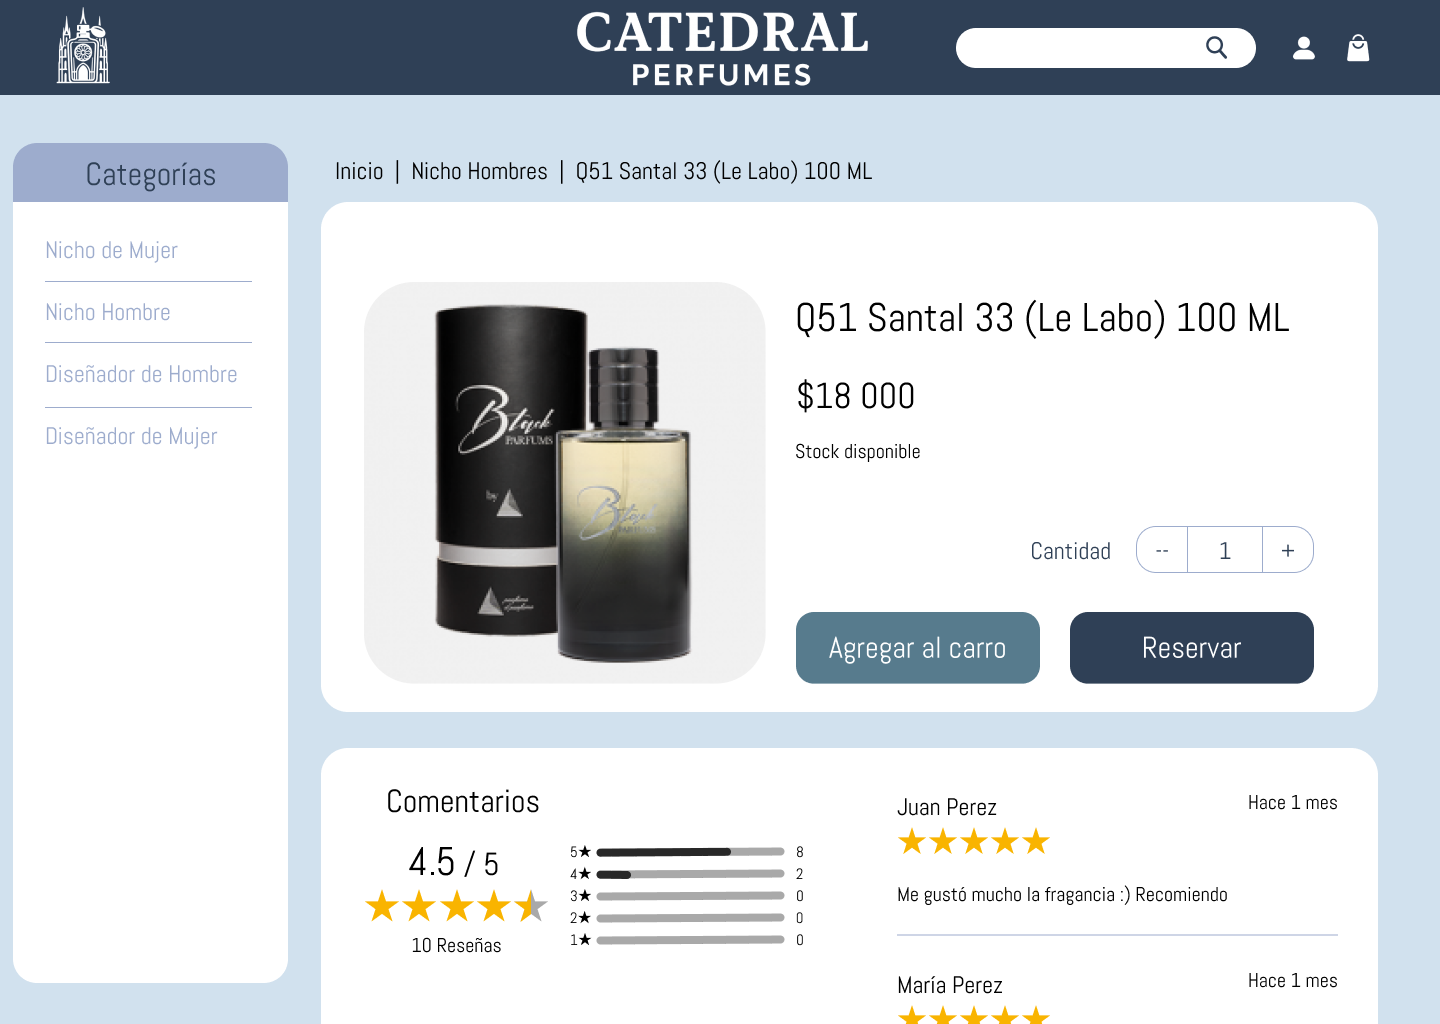 CATEDRAL
PERFUMES
Categorías
Nicho de Mujer
Nicho Hombre
Diseñador de Hombre
Diseñador de Mujer
Inicio | Nicho Hombres | Q51 Santal 33 (Le Labo) 100 ML
Black
PARFUMS
by
Black
PARFUMS
Q51 Santal 33 (Le Labo) 100 ML
$18 000
Stock disponible
Cantidad -- 1 +
Agregar al carro
Reservar
Comentarios
4.5 / 5
★★★★★
10 Reseñas
5★ 8
4★ 2
3★ 0
2★ 0
1★ 0
Juan Perez
Hace 1 mes
★★★★★
Me gustó mucho la fragancia :) Recomiendo
María Perez
Hace 1 mes
★★★★★